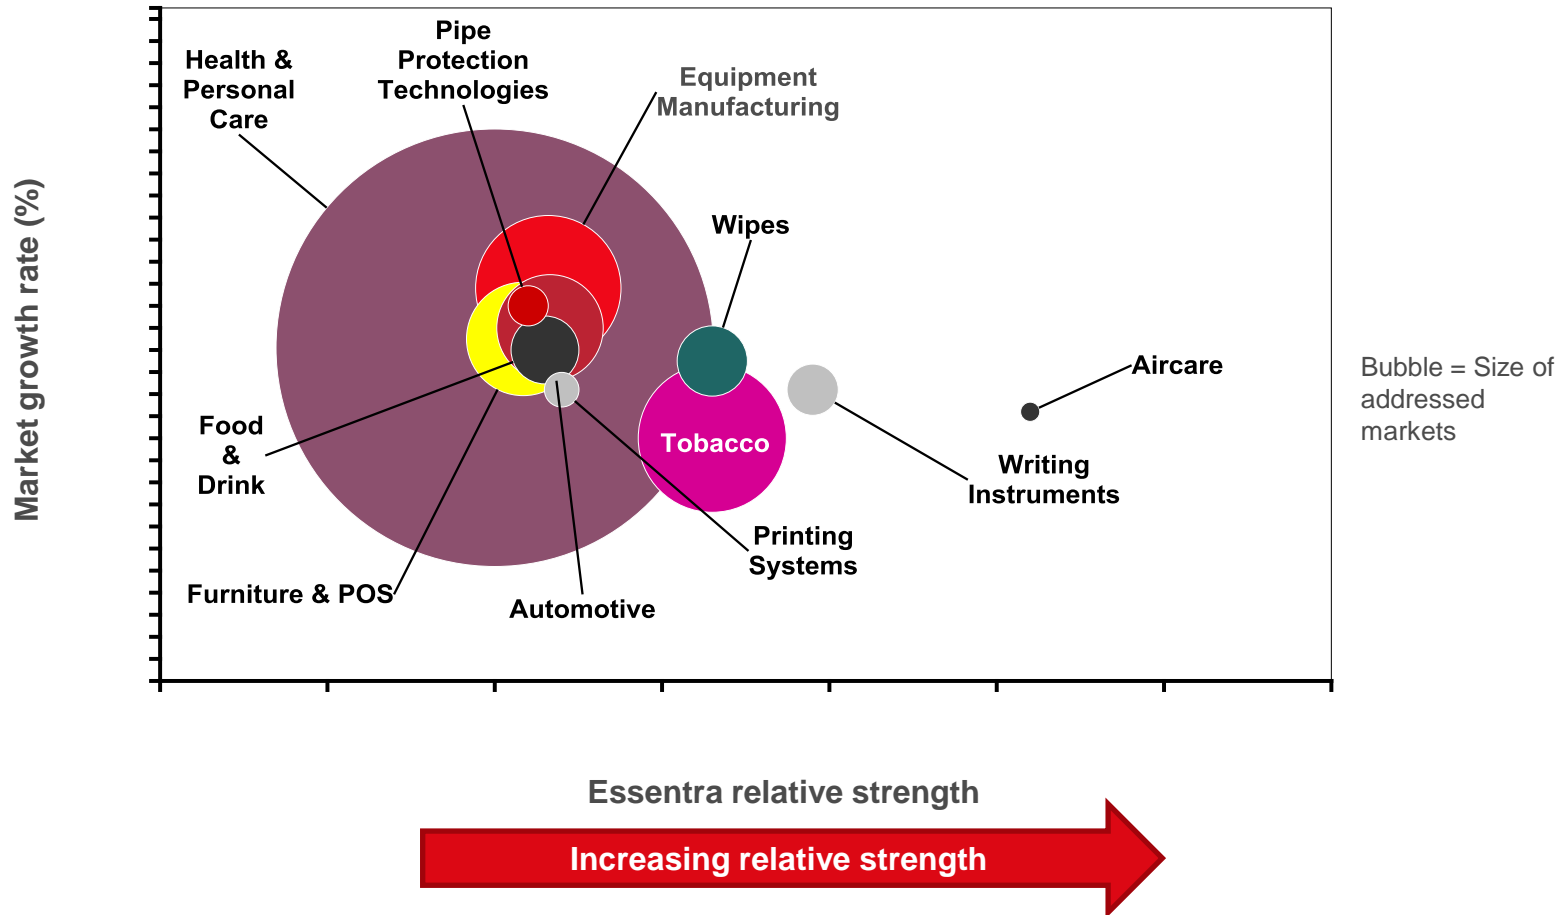 Pipe
Protection
Technologies
Health &
Personal
Care
Equipment
Manufacturing
Wipes
Market growth rate (%)
Aircare
Bubble = Size of
addressed
markets
Food
&
Drink
Tobacco
Writing
Instruments
Printing
Systems
Furniture & POS
Automotive
Essentra relative strength
Increasing relative strength